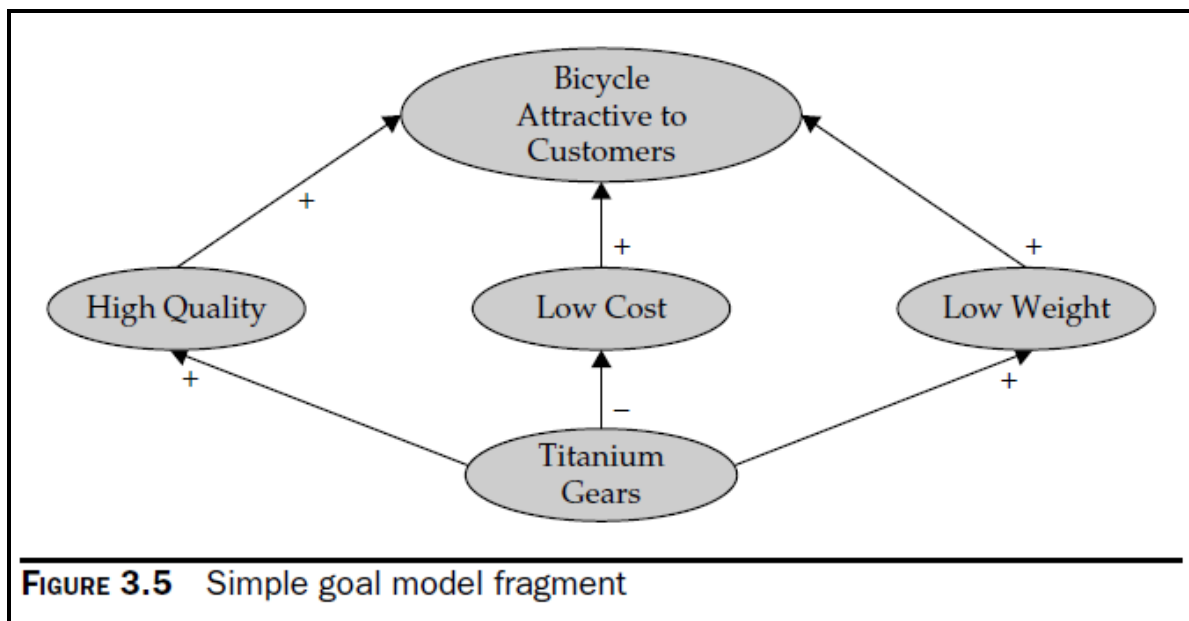 Bicycle
Attractive to
Customers
+
+
+
High Quality
Low Cost
Low Weight
+
−
+
Titanium
Gears
FIGURE 3.5 Simple goal model fragment